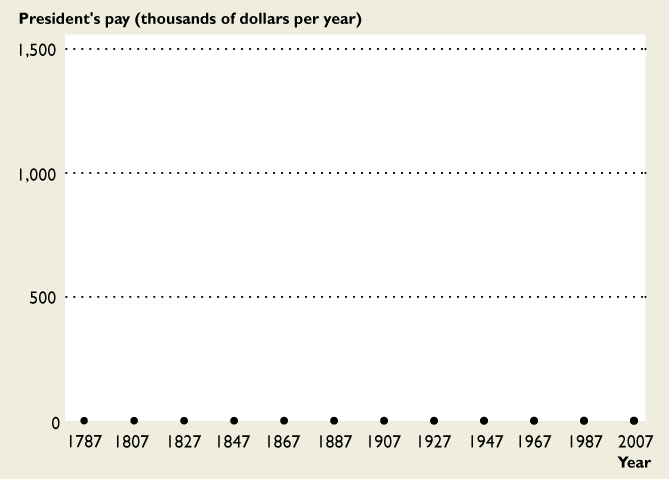 President's pay (thousands of dollars per year)
1,500
1,000
500
0
1787 1807 1827 1847 1867 1887 1907 1927 1947 1967 1987 2007
Year